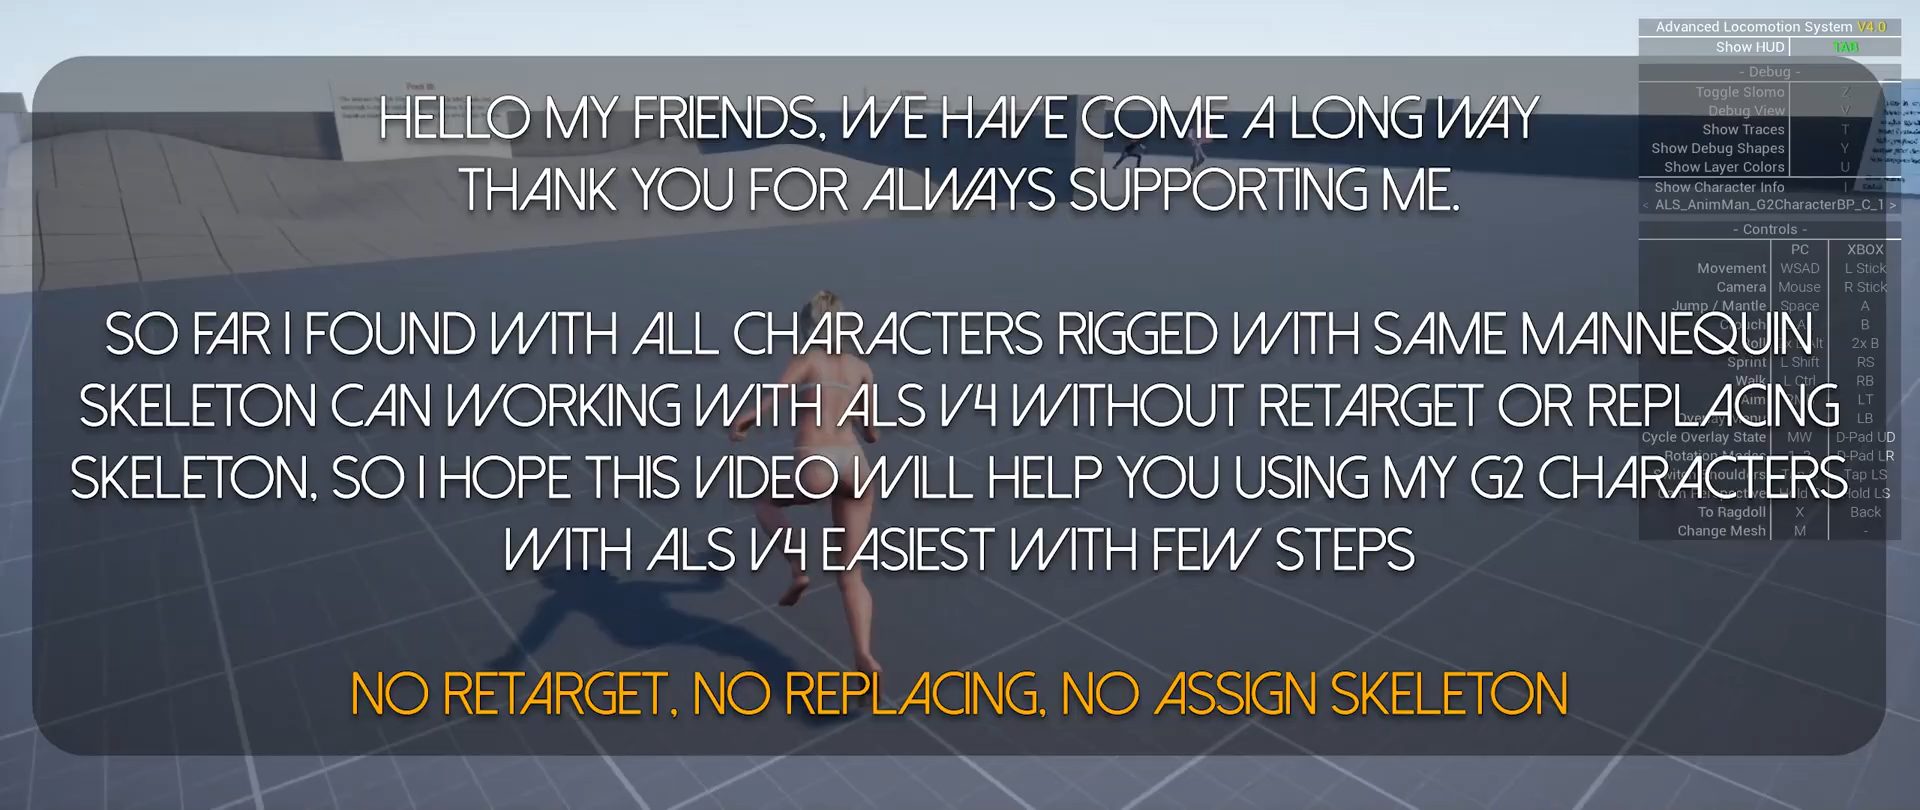 HELLO MY FRIENDS, WE HAVE COME A LONG WAY
THANK YOU FOR ALWAYS SUPPORTING ME.
SO FAR I FOUND WITH ALL CHARACTERS RIGGED WITH SAME MANNEQUIN
SKELETON CAN WORKING WITH ALS V4 WITHOUT RETARGET OR REPLACING
SKELETON, SO I HOPE THIS VIDEO WILL HELP YOU USING MY G2 CHARACTERS
WITH ALS V4 EASIEST WITH FEW STEPS
NO RETARGET, NO REPLACING, NO ASSIGN SKELETON
Advanced Locomotion System V4.0
Show HUD TAB
- Debug -
Toggle Slomo Z
Debug View V
Show Traces T
Show Debug Shapes Y
Show Layer Colors U
Show Character Info I
< ALS_AnimMan_G2CharacterBP_C_1 >
- Controls -
PC XBOX
Movement WSAD L Stick
Camera Mouse R Stick
Jump / Mantle Space A
B
2x B
Sprint L Shift RS
Walk L Ctrl RB
Aim LT
LB
Cycle Overlay State MW D-Pad UD
Rotation Modes D-Pad LR
Tap LS
Hold LS
To Ragdoll X Back
Change Mesh M -